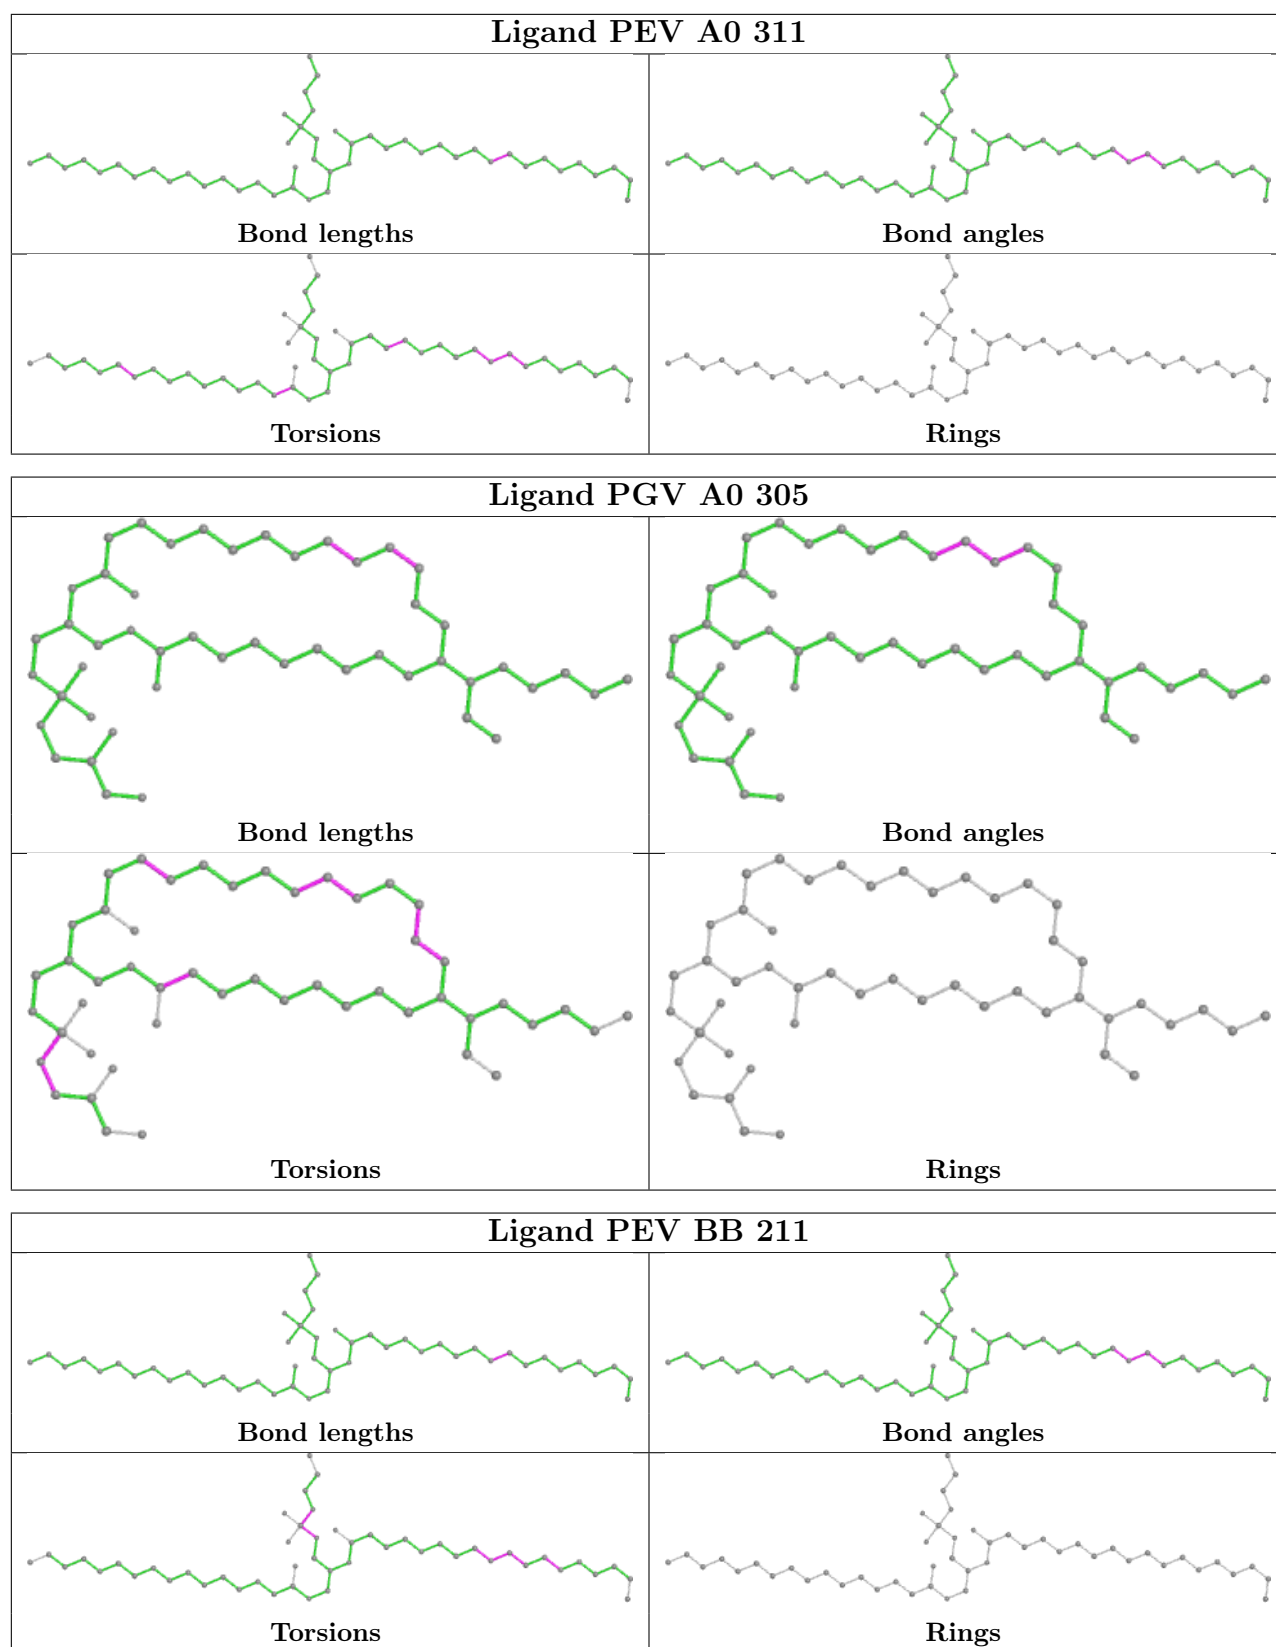 Ligand PEV A0 311
Bond lengths
Bond angles
Torsions
Rings
Ligand PGV A0 305
Bond lengths
Bond angles
Torsions
Rings
Ligand PEV BB 211
Bond lengths
Bond angles
Torsions
Rings